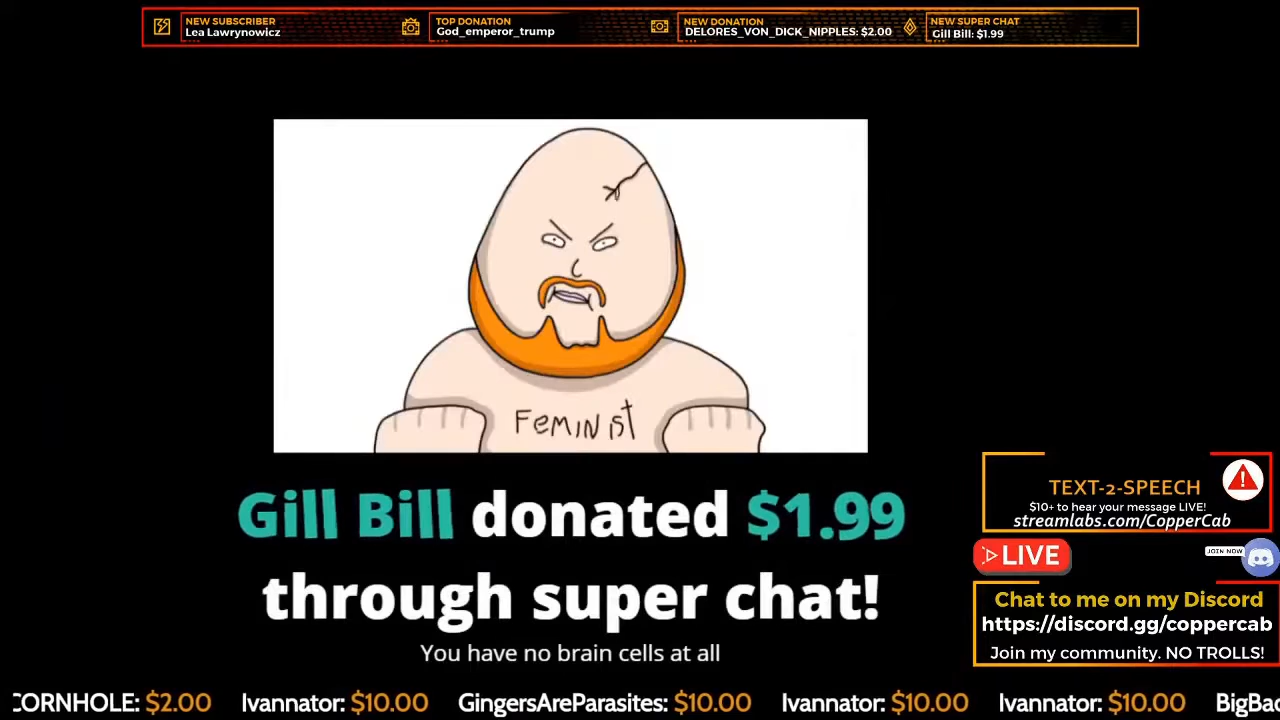 NEW SUBSCRIBER
Lea Lawrynowicz
TOP DONATION
God_emperor_trump
NEW DONATION
DELORES_VON_DICK_NIPPLES: $2.00
NEW SUPER CHAT
Gill Bill: $1.99
FEMINIST
Gill Bill donated $1.99
through super chat!
You have no brain cells at all
TEXT-2-SPEECH
$10+ to hear your message LIVE!
streamlabs.com/CopperCab
LIVE
JOIN NOW
Chat to me on my Discord
https://discord.gg/coppercab
Join my community. NO TROLLS!
CORNHOLE: $2.00 Ivannator: $10.00 GingersAreParasites: $10.00 Ivannator: $10.00 Ivannator: $10.00 BigBac